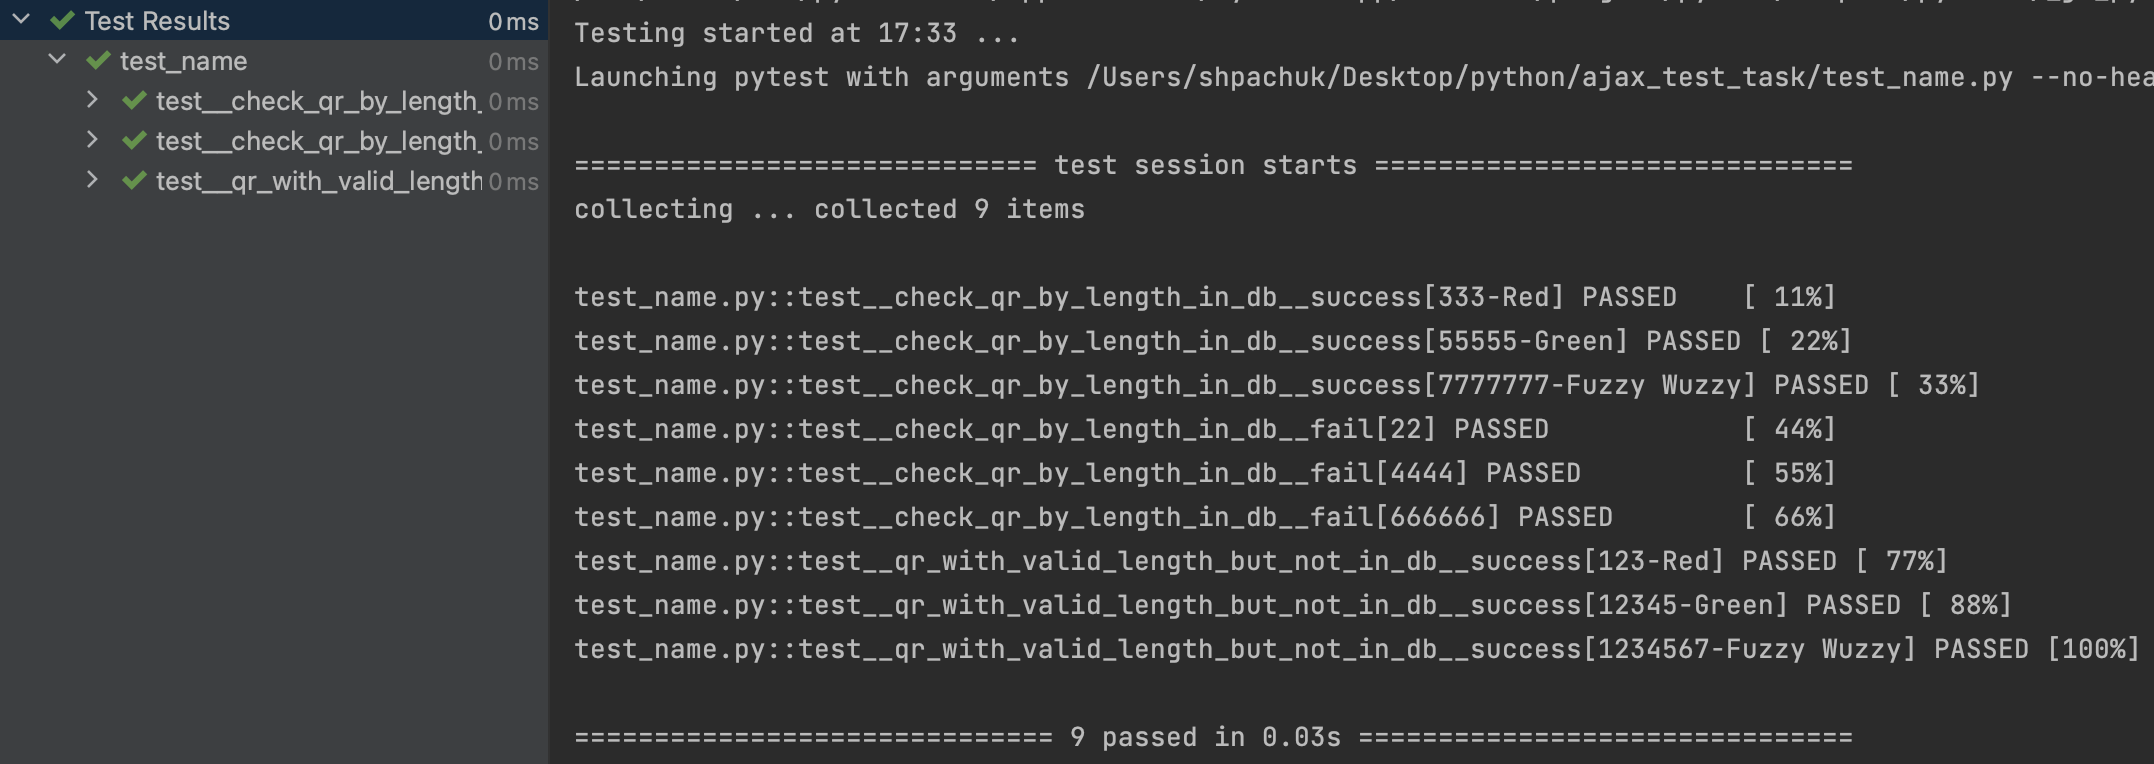 Test Results 0 ms
test_name 0 ms
test__check_qr_by_length_ 0 ms
test__check_qr_by_length_ 0 ms
test__qr_with_valid_length 0 ms
Testing started at 17:33 ...
Launching pytest with arguments /Users/shpachuk/Desktop/python/ajax_test_task/test_name.py --no-hea
============================= test session starts ==============================
collecting ... collected 9 items
test_name.py::test__check_qr_by_length_in_db__success[333-Red] PASSED [ 11%]
test_name.py::test__check_qr_by_length_in_db__success[55555-Green] PASSED [ 22%]
test_name.py::test__check_qr_by_length_in_db__success[7777777-Fuzzy Wuzzy] PASSED [ 33%]
test_name.py::test__check_qr_by_length_in_db__fail[22] PASSED [ 44%]
test_name.py::test__check_qr_by_length_in_db__fail[4444] PASSED [ 55%]
test_name.py::test__check_qr_by_length_in_db__fail[666666] PASSED [ 66%]
test_name.py::test__qr_with_valid_length_but_not_in_db__success[123-Red] PASSED [ 77%]
test_name.py::test__qr_with_valid_length_but_not_in_db__success[12345-Green] PASSED [ 88%]
test_name.py::test__qr_with_valid_length_but_not_in_db__success[1234567-Fuzzy Wuzzy] PASSED [100%]
============================== 9 passed in 0.03s ===============================